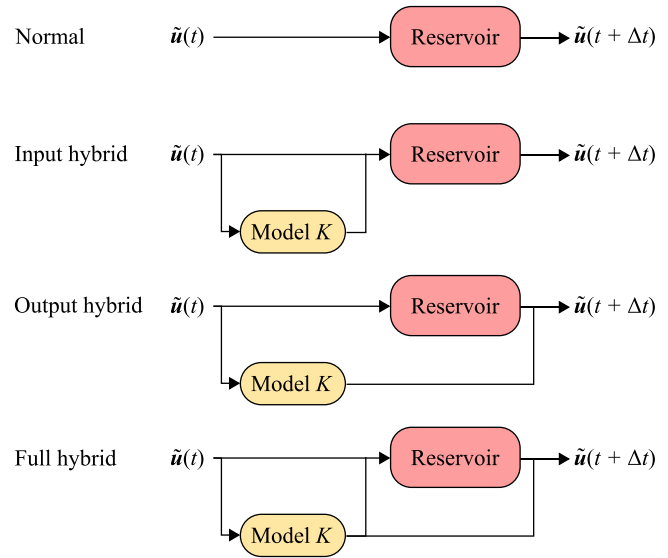 Normal ũ(t) Reservoir ũ(t + Δt)
Input hybrid ũ(t) Reservoir ũ(t + Δt)
Model K
Output hybrid ũ(t) Reservoir ũ(t + Δt)
Model K
Full hybrid ũ(t) Reservoir ũ(t + Δt)
Model K